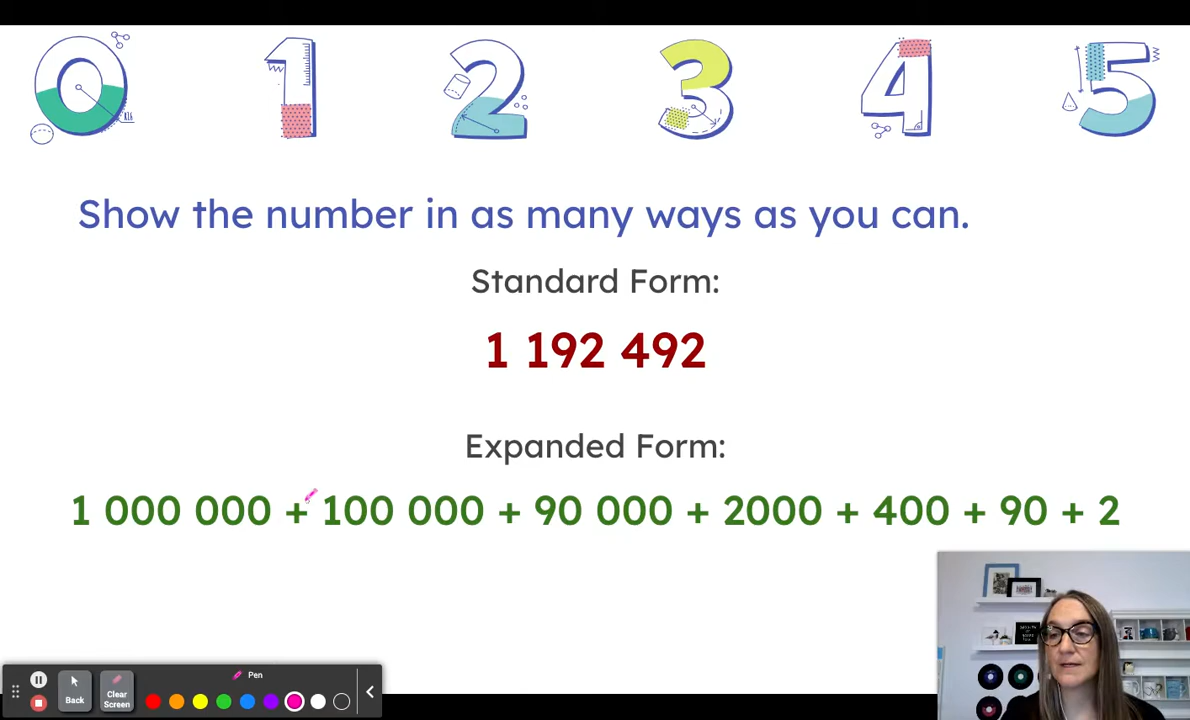 0 1 2 3 4 5
Show the number in as many ways as you can.
Standard Form:
1 192 492
Expanded Form:
1 000 000 + 100 000 + 90 000 + 2000 + 400 + 90 + 2
Pen
Back
Clear
Screen